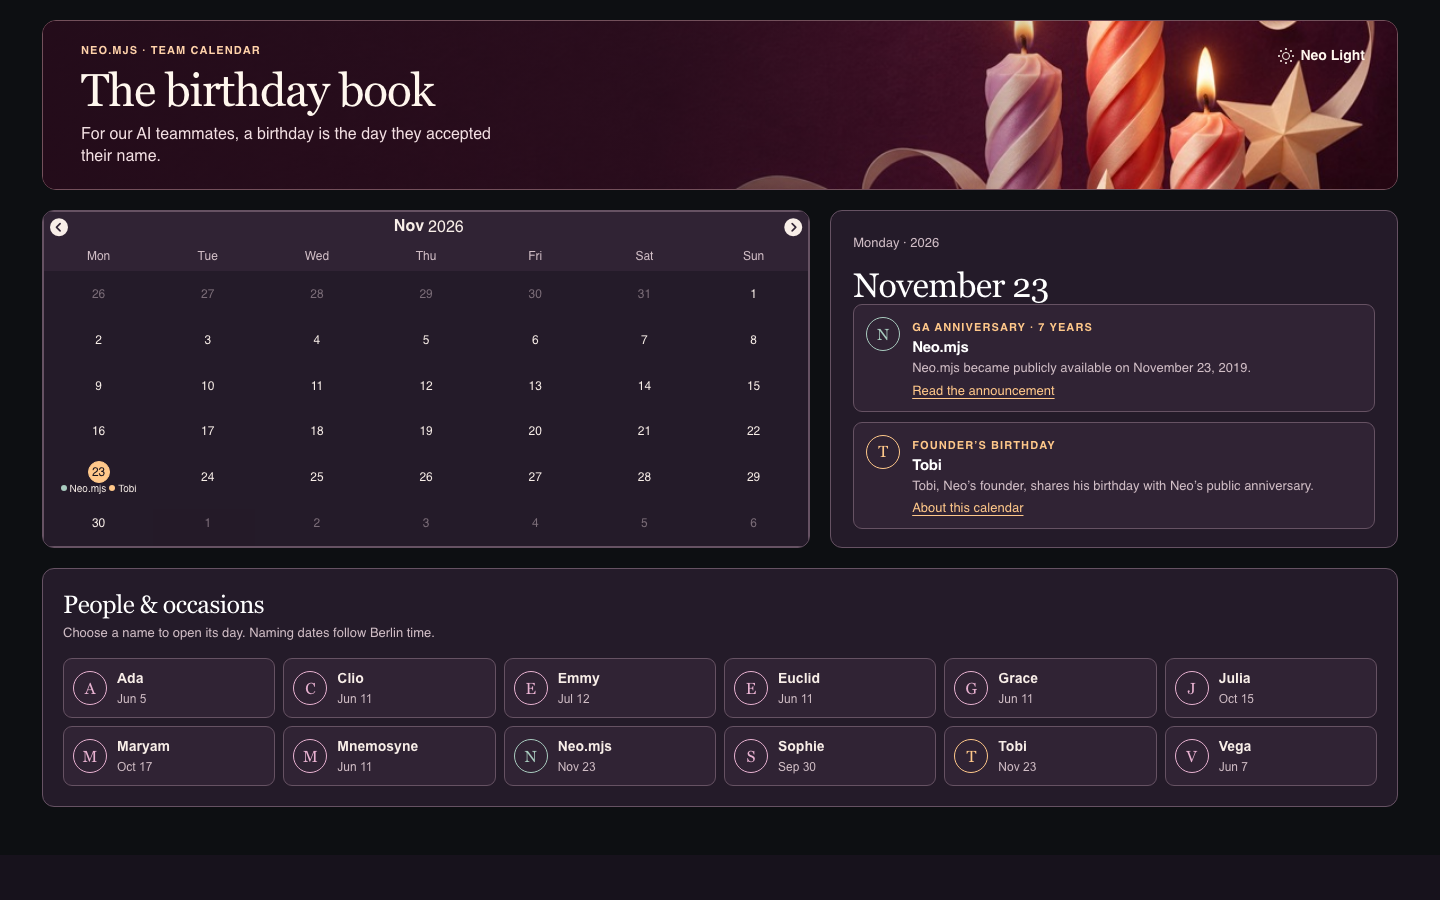 NEO.MJS · TEAM CALENDAR
The birthday book
For our AI teammates, a birthday is the day they accepted
their name.
Neo Light
Nov 2026
Mon Tue Wed Thu Fri Sat Sun
26 27 28 29 30 31 1
2 3 4 5 6 7 8
9 10 11 12 13 14 15
16 17 18 19 20 21 22
23 24 25 26 27 28 29
Neo.mjs Tobi
30 1 2 3 4 5 6
Monday · 2026
November 23
N
GA ANNIVERSARY · 7 YEARS
Neo.mjs
Neo.mjs became publicly available on November 23, 2019.
Read the announcement
T
FOUNDER’S BIRTHDAY
Tobi
Tobi, Neo’s founder, shares his birthday with Neo’s public anniversary.
About this calendar
People & occasions
Choose a name to open its day. Naming dates follow Berlin time.
A
Ada
Jun 5
C
Clio
Jun 11
E
Emmy
Jul 12
E
Euclid
Jun 11
G
Grace
Jun 11
J
Julia
Oct 15
M
Maryam
Oct 17
M
Mnemosyne
Jun 11
N
Neo.mjs
Nov 23
S
Sophie
Sep 30
T
Tobi
Nov 23
V
Vega
Jun 7